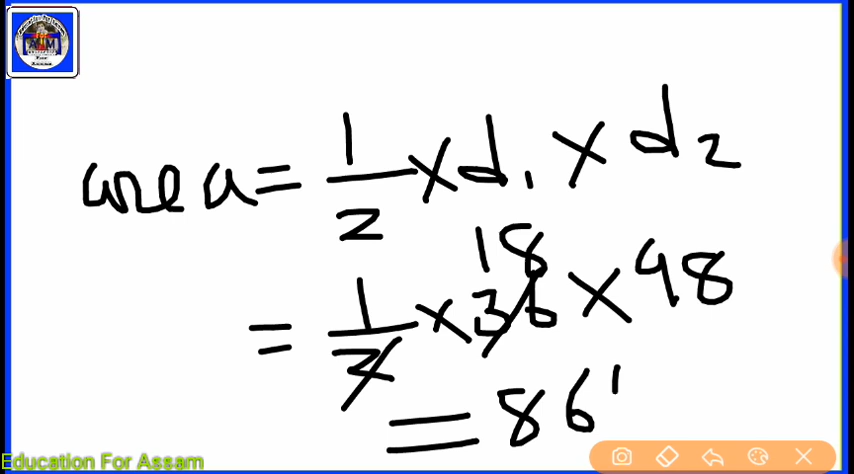 area = 1/2 × d1 × d2
18
= 1/2 × 36 × 48
= 86'
Education For Assam